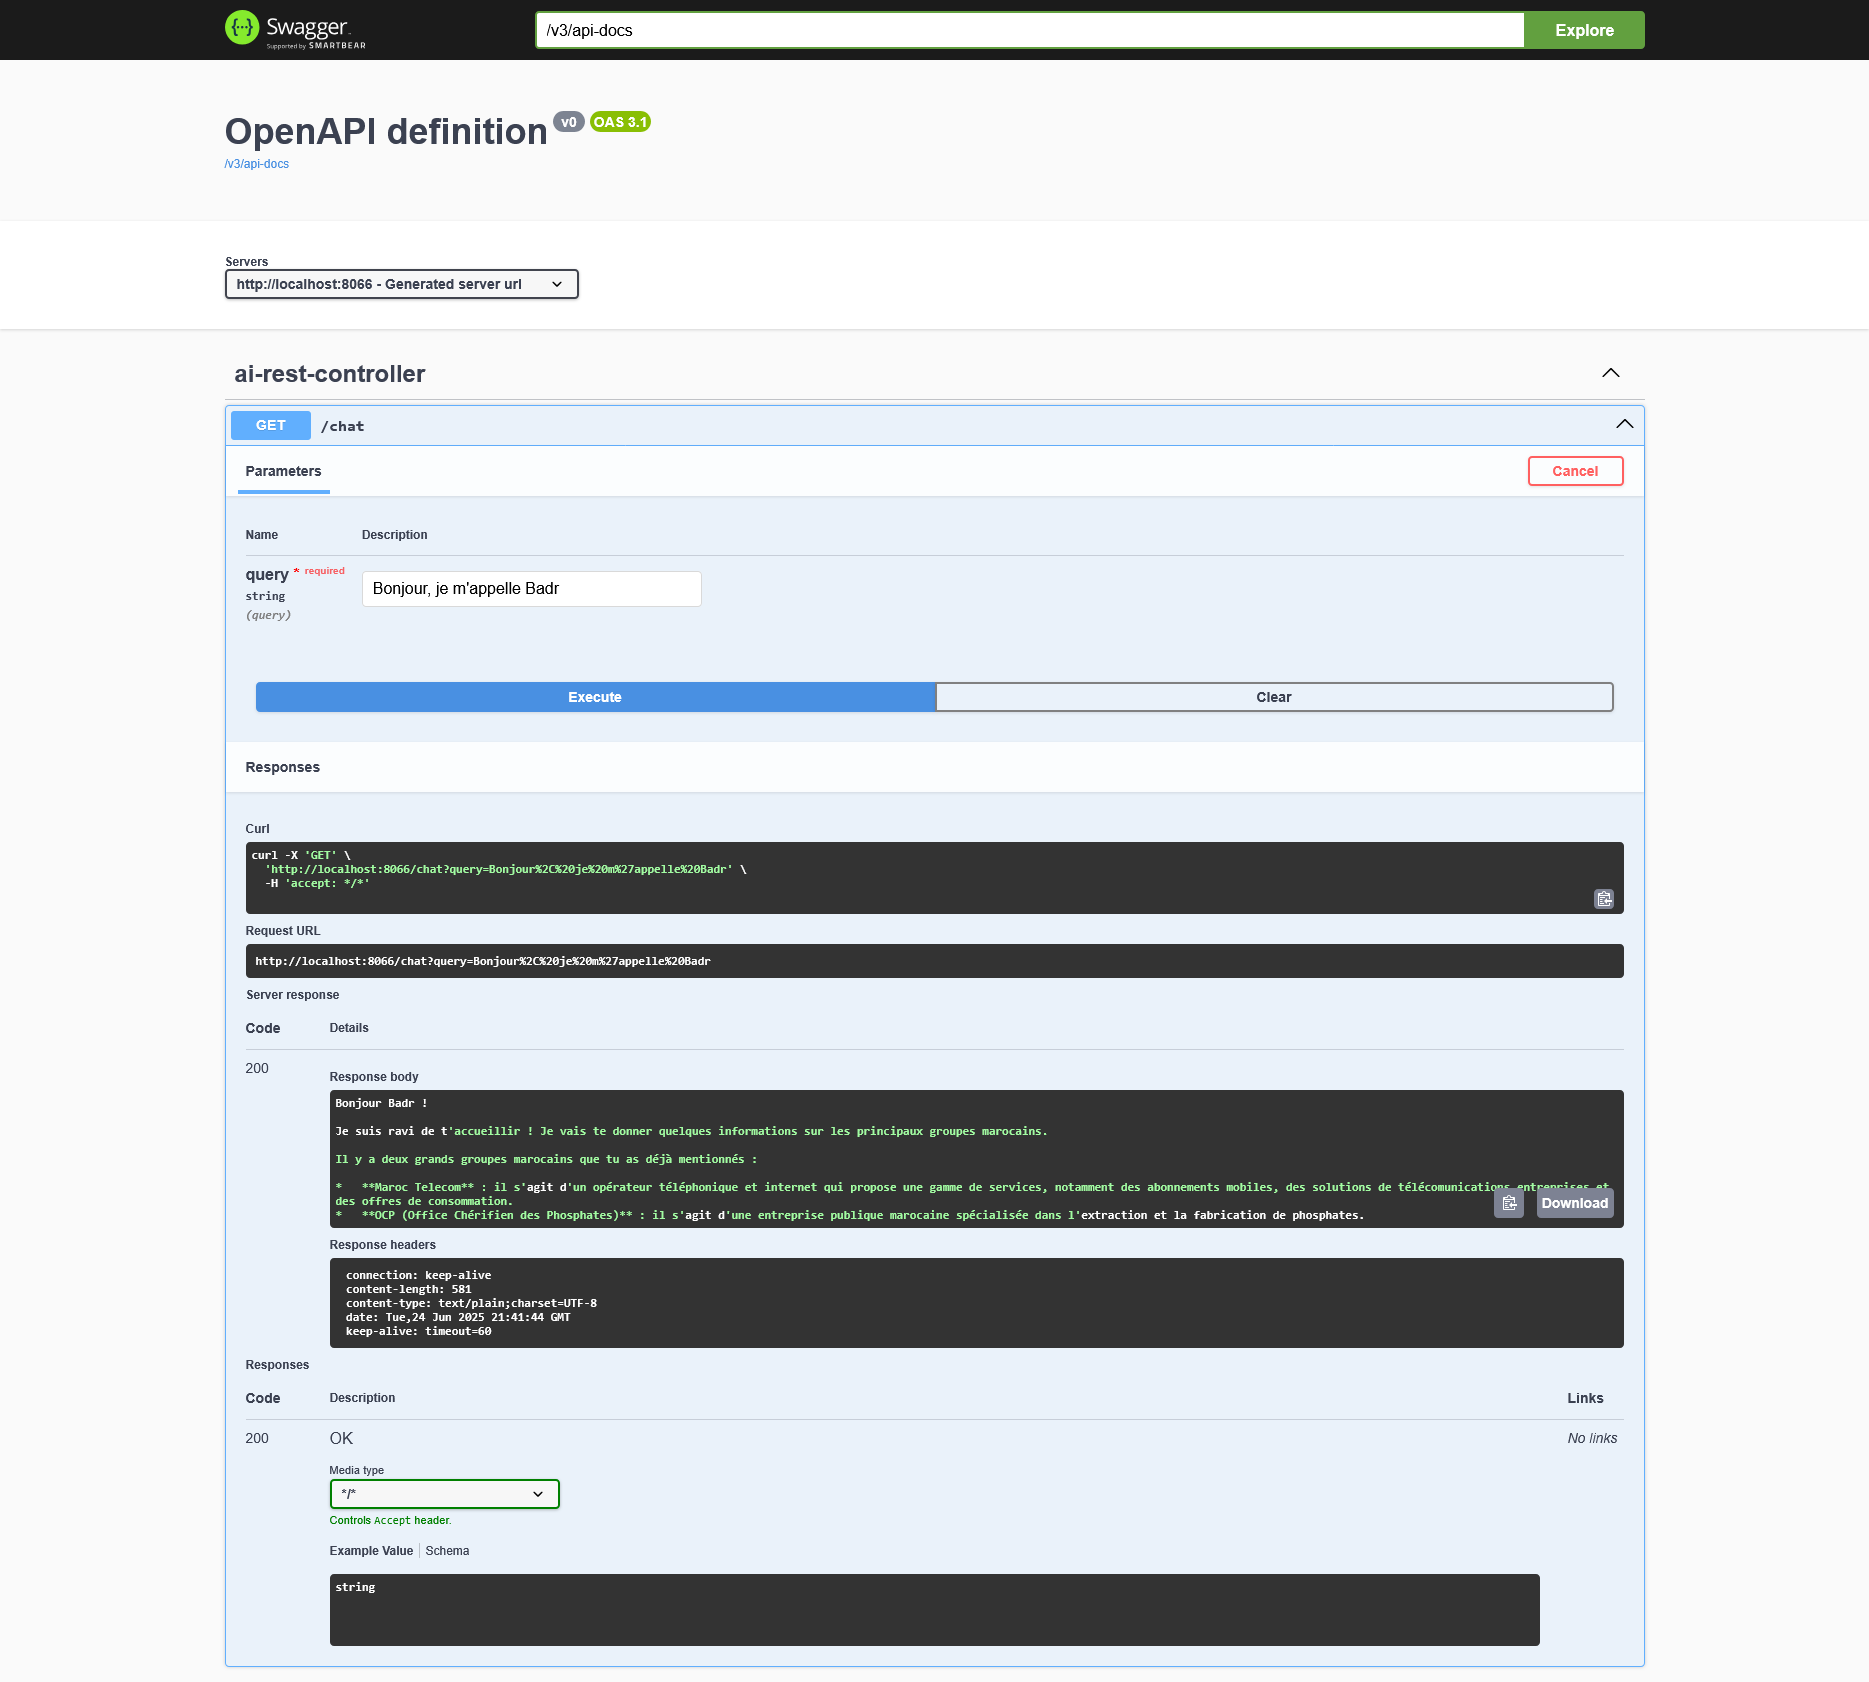 Swagger.
Supported by SMARTBEAR
/v3/api-docs
Explore
OpenAPI definition v0 OAS 3.1
/v3/api-docs
Servers
http://localhost:8066 - Generated server url
ai-rest-controller
GET /chat
Parameters
Cancel
Name Description
query * required
string
(query)
Bonjour, je m'appelle Badr
Execute Clear
Responses
Curl
curl -X 'GET' \
'http://localhost:8066/chat?query=Bonjour%2C%20je%20m%27appelle%20Badr' \
-H 'accept: */*'
Request URL
http://localhost:8066/chat?query=Bonjour%2C%20je%20m%27appelle%20Badr
Server response
Code Details
200
Response body
Bonjour Badr !
Je suis ravi de t'accueillir ! Je vais te donner quelques informations sur les principaux groupes marocains.
Il y a deux grands groupes marocains que tu as déjà mentionnés :
* **Maroc Telecom** : il s'agit d'un opérateur téléphonique et internet qui propose une gamme de services, notamment des abonnements mobiles, des solutions de télécomunications entreprises et
des offres de consommation.
* **OCP (Office Chérifien des Phosphates)** : il s'agit d'une entreprise publique marocaine spécialisée dans l'extraction et la fabrication de phosphates.
Download
Response headers
connection: keep-alive
content-length: 581
content-type: text/plain;charset=UTF-8
date: Tue,24 Jun 2025 21:41:44 GMT
keep-alive: timeout=60
Responses
Code Description Links
200 OK No links
Media type
*/*
Controls Accept header.
Example Value Schema
string